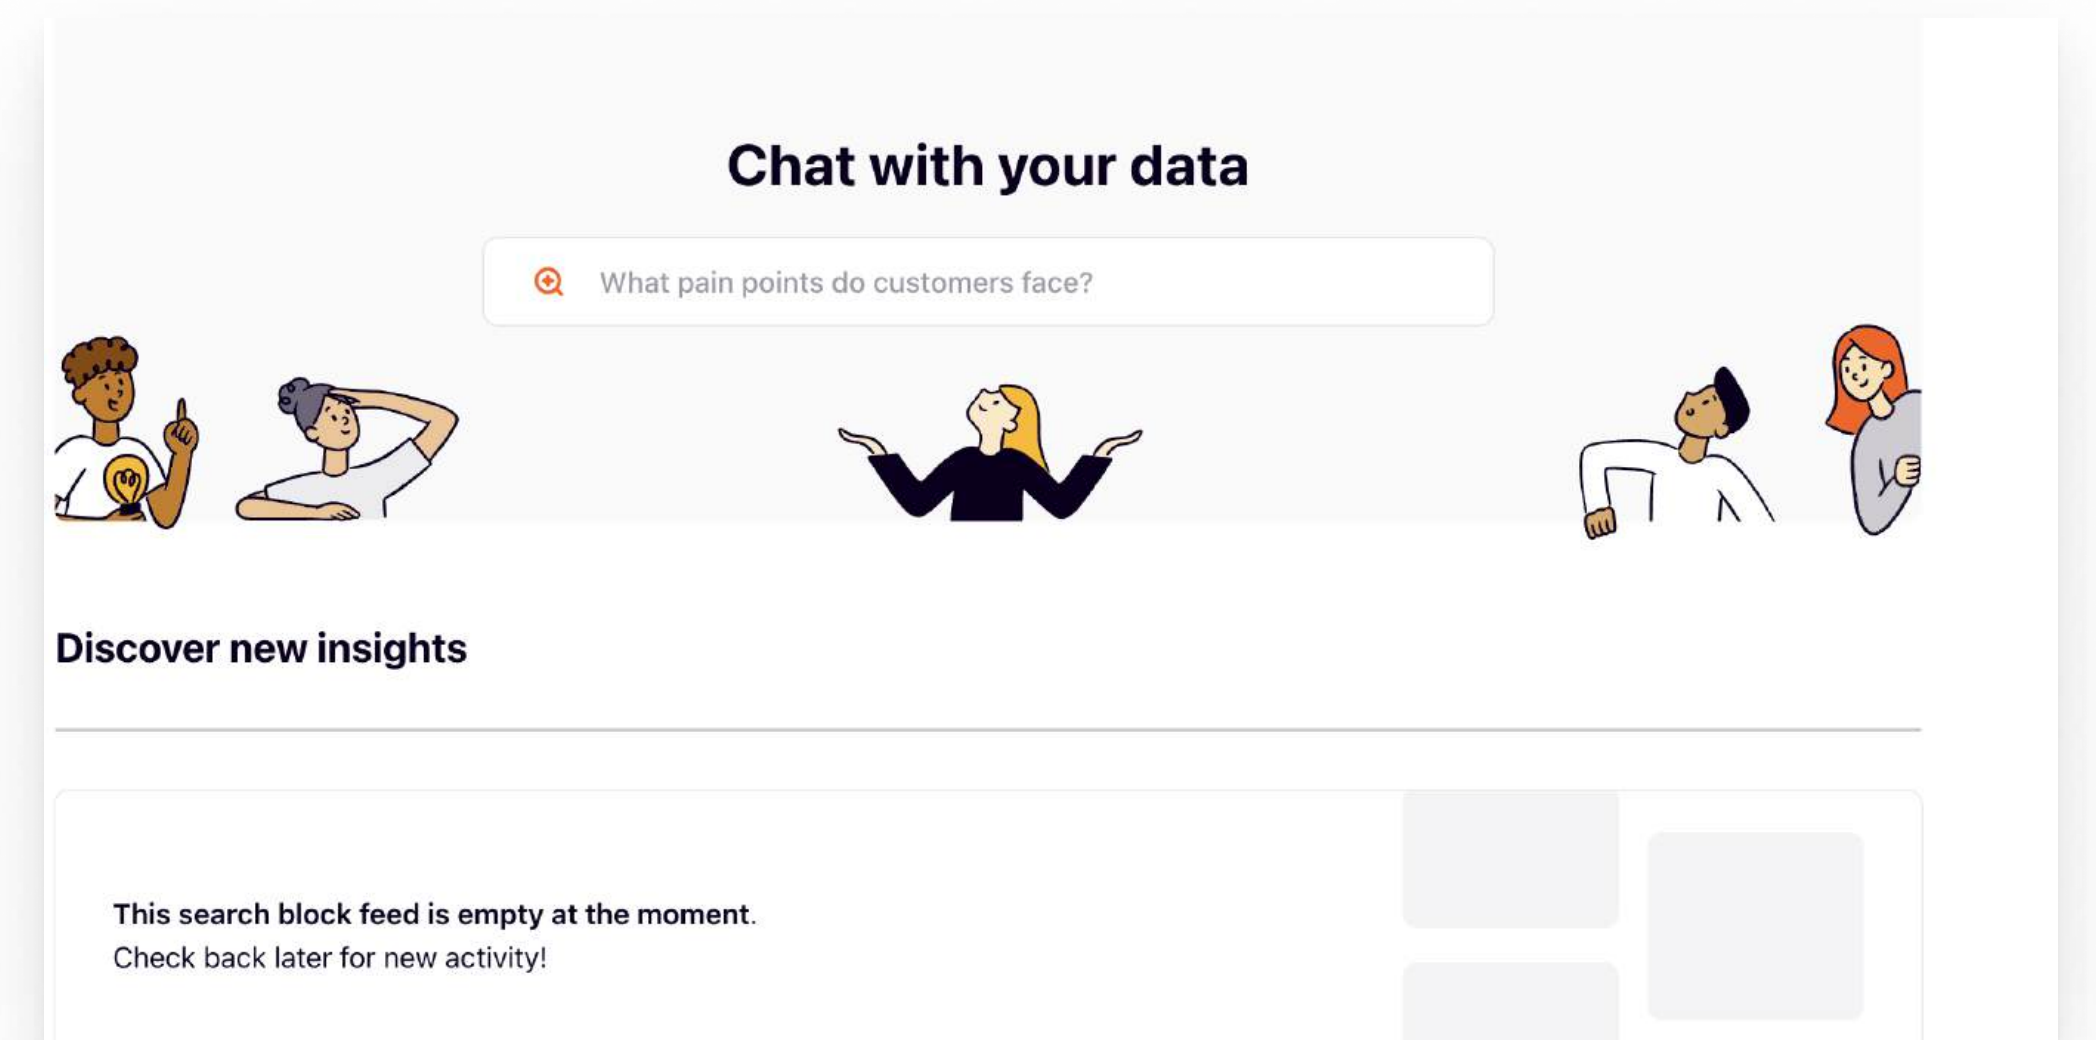 Chat with your data
What pain points do customers face?
Discover new insights
This search block feed is empty at the moment.
Check back later for new activity!